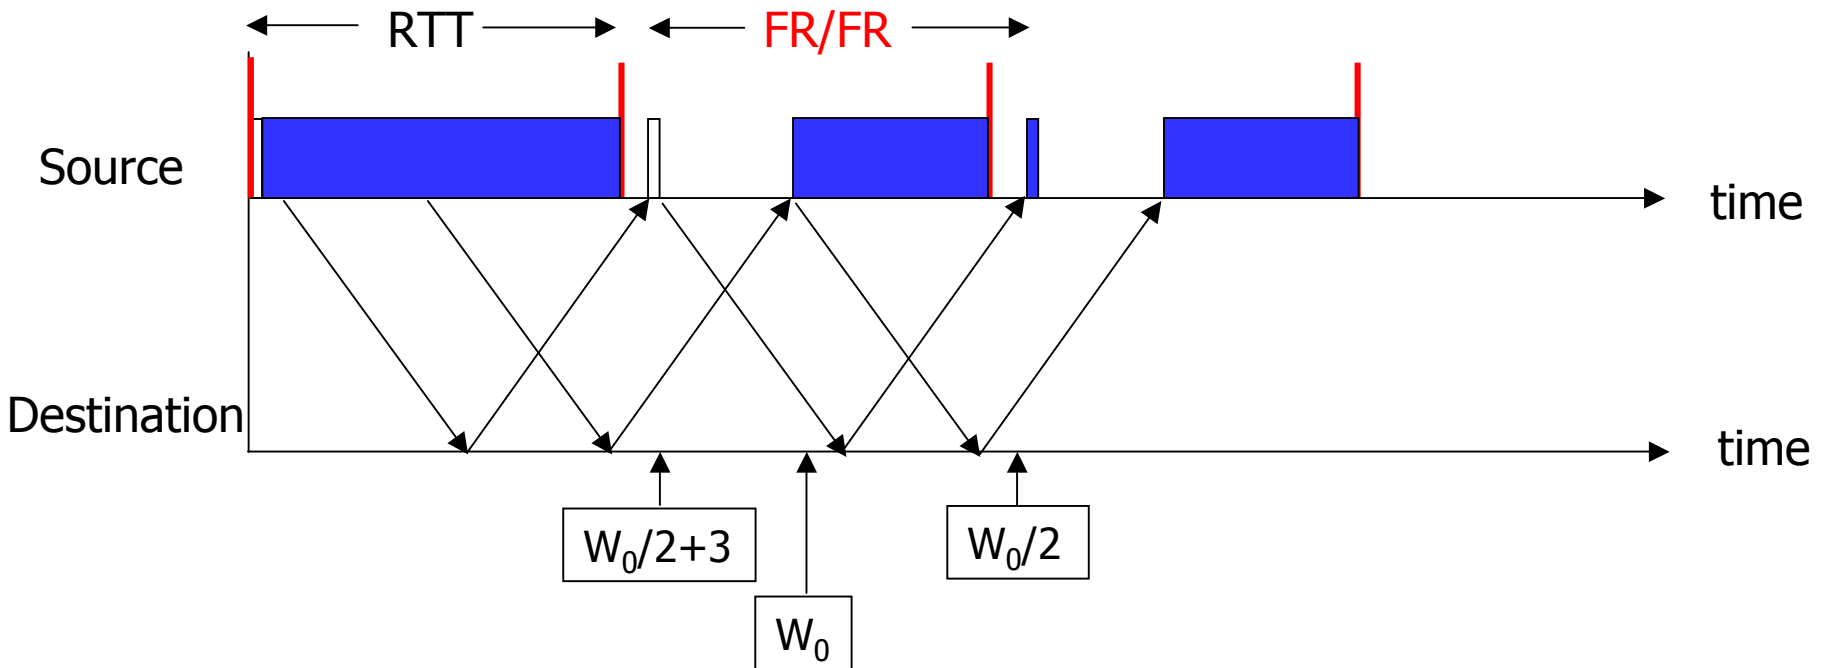 RTT FR/FR
Source
time
Destination
time
W₀/2+3
W₀/2
W₀